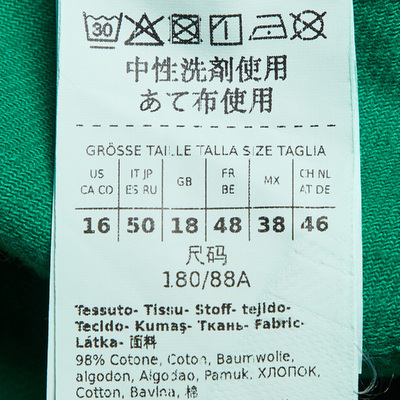 30
中性洗剤使用
あて布使用
GRÖSSE TAILLE TALLA SIZE TAGLIA
US CA CO IT JP ES RU GB FR BE MX CH NL AT DE
16 50 18 48 38 46
尺码
180/88A
Tessuto- Tissu- Stoff- tejido-
Tecido- Kumaş- Ткань- Fabric-
Látka- 面料
98% Cotone, Coton, Baumwolle,
algodon, Algodao, Pamuk, ХЛОПОК,
Cotton, Bavlna, 棉